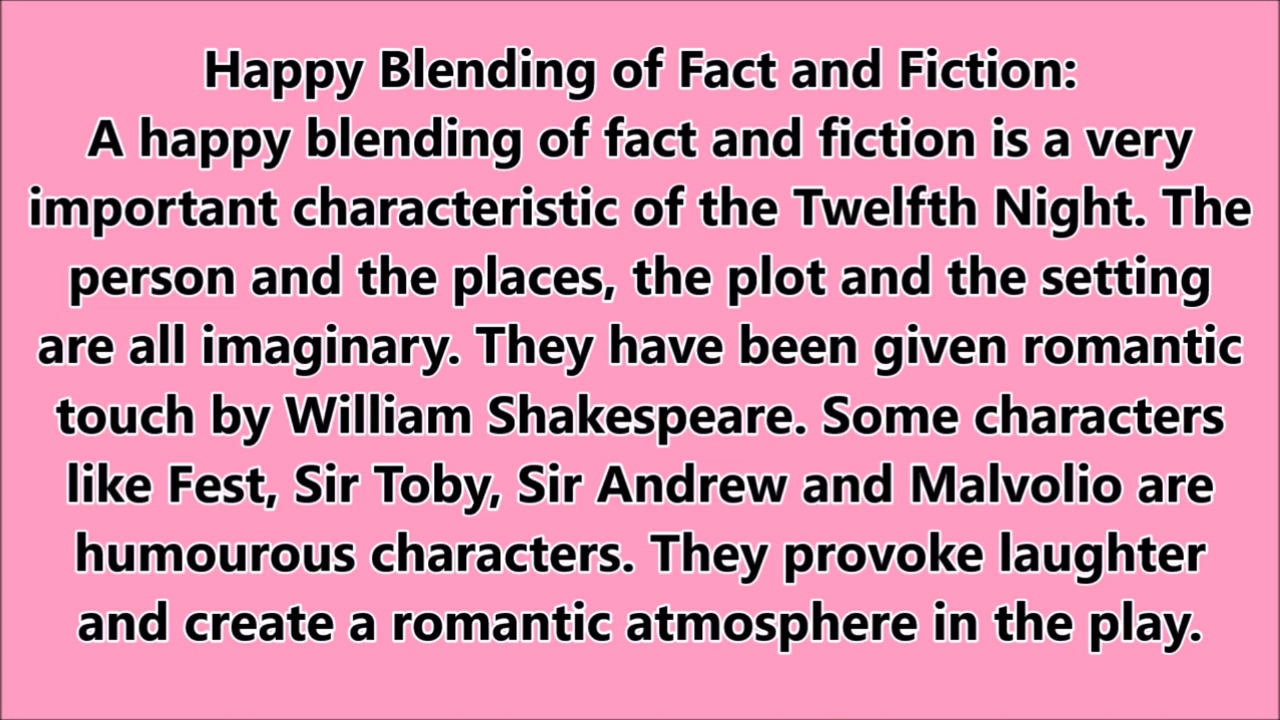 Happy Blending of Fact and Fiction:
A happy blending of fact and fiction is a very
important characteristic of the Twelfth Night. The
person and the places, the plot and the setting
are all imaginary. They have been given romantic
touch by William Shakespeare. Some characters
like Fest, Sir Toby, Sir Andrew and Malvolio are
humourous characters. They provoke laughter
and create a romantic atmosphere in the play.